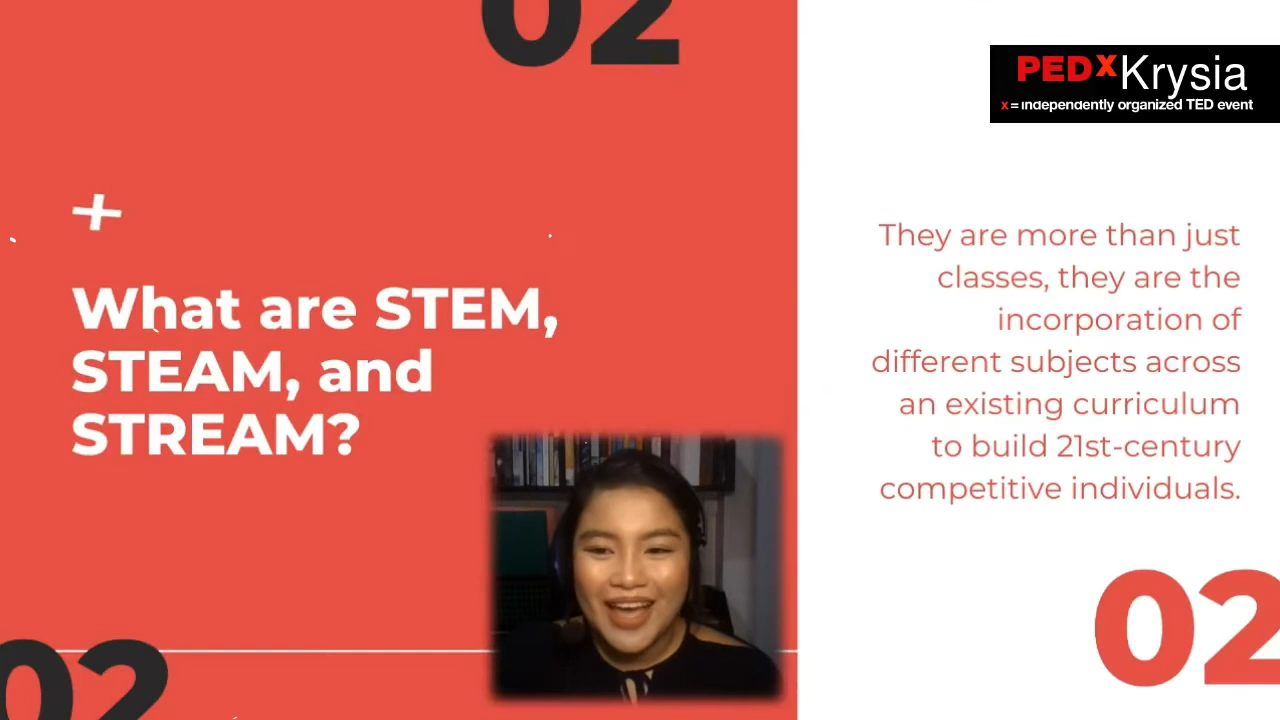 02
PEDxKrysia
x = independently organized TED event
+
What are STEM,
STEAM, and
STREAM?
They are more than just
classes, they are the
incorporation of
different subjects across
an existing curriculum
to build 21st-century
competitive individuals.
02
02